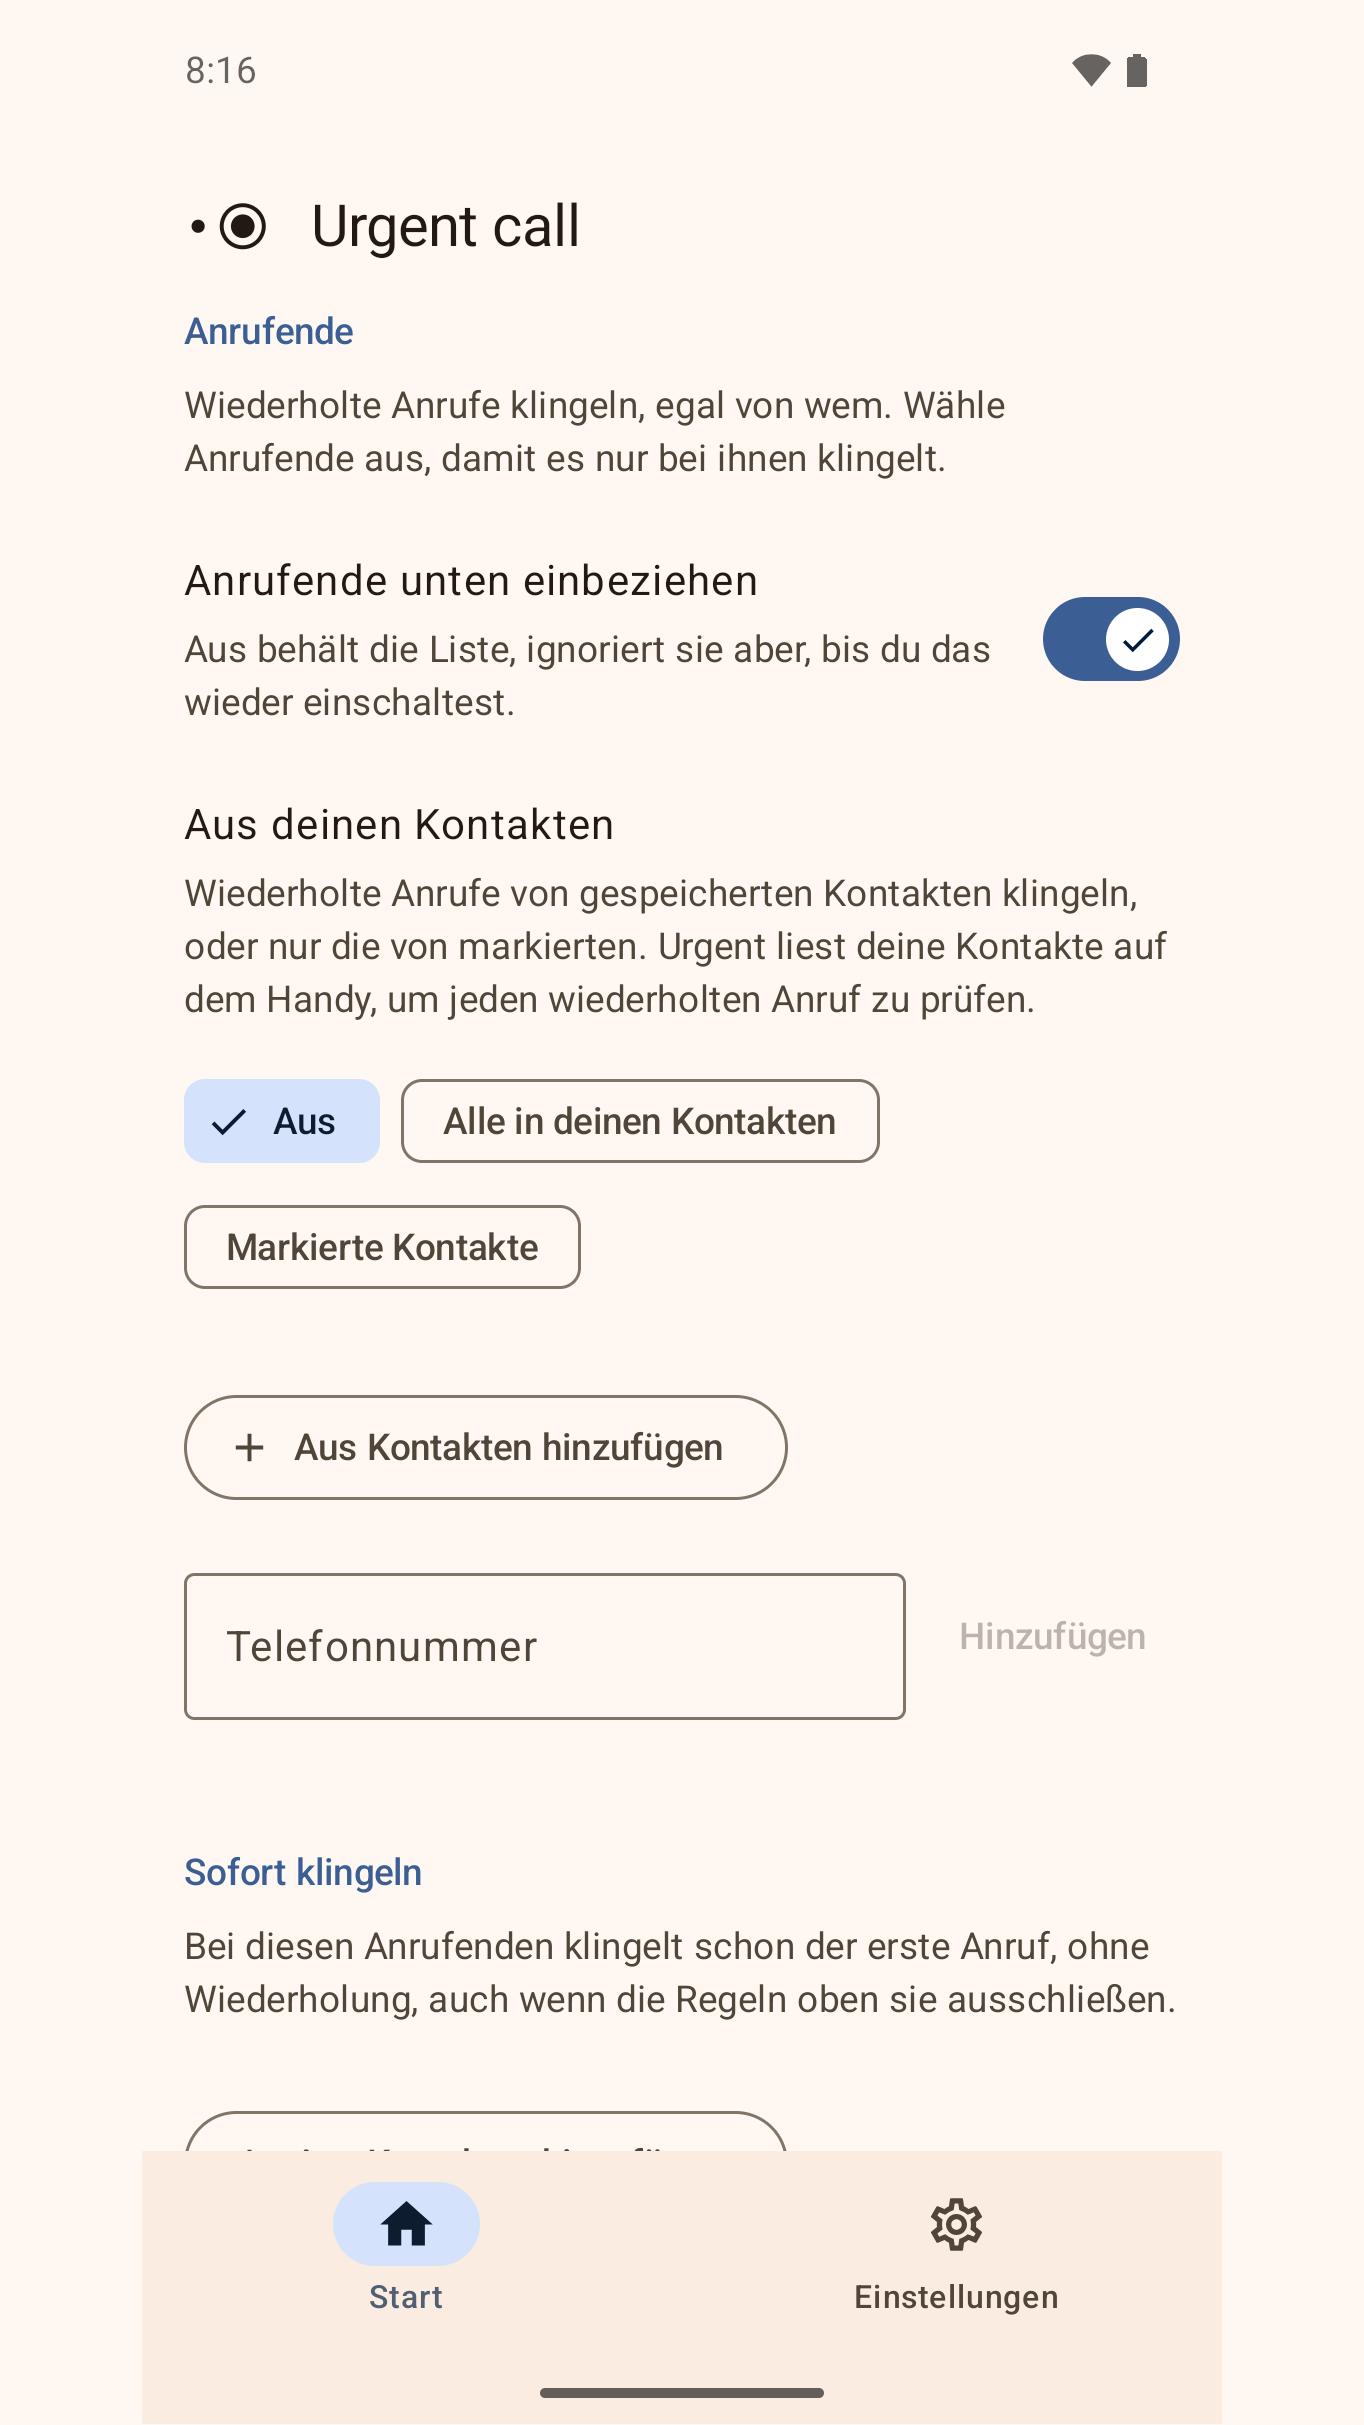 8:16
Urgent call
Anrufende
Wiederholte Anrufe klingeln, egal von wem. Wähle
Anrufende aus, damit es nur bei ihnen klingelt.
Anrufende unten einbeziehen
Aus behält die Liste, ignoriert sie aber, bis du das
wieder einschaltest.
Aus deinen Kontakten
Wiederholte Anrufe von gespeicherten Kontakten klingeln,
oder nur die von markierten. Urgent liest deine Kontakte auf
dem Handy, um jeden wiederholten Anruf zu prüfen.
Aus
Alle in deinen Kontakten
Markierte Kontakte
Aus Kontakten hinzufügen
Telefonnummer
Hinzufügen
Sofort klingeln
Bei diesen Anrufenden klingelt schon der erste Anruf, ohne
Wiederholung, auch wenn die Regeln oben sie ausschließen.
Start
Einstellungen